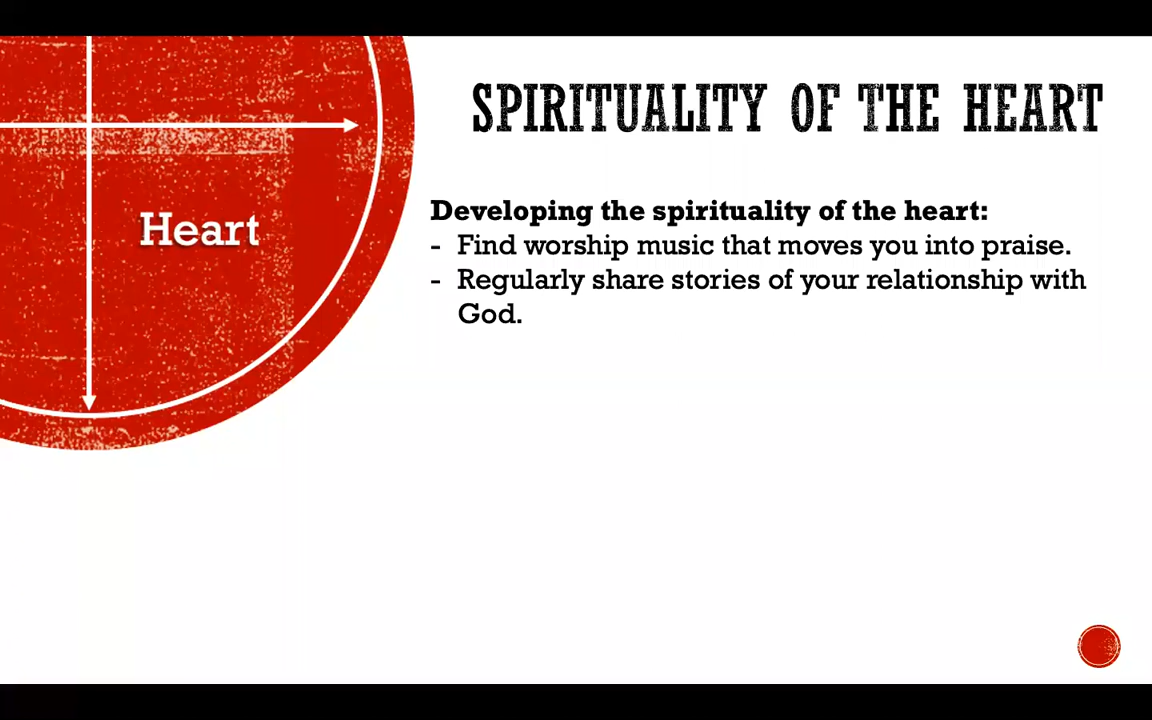 SPIRITUALITY OF THE HEART
Heart
Developing the spirituality of the heart:
- Find worship music that moves you into praise.
- Regularly share stories of your relationship with
God.